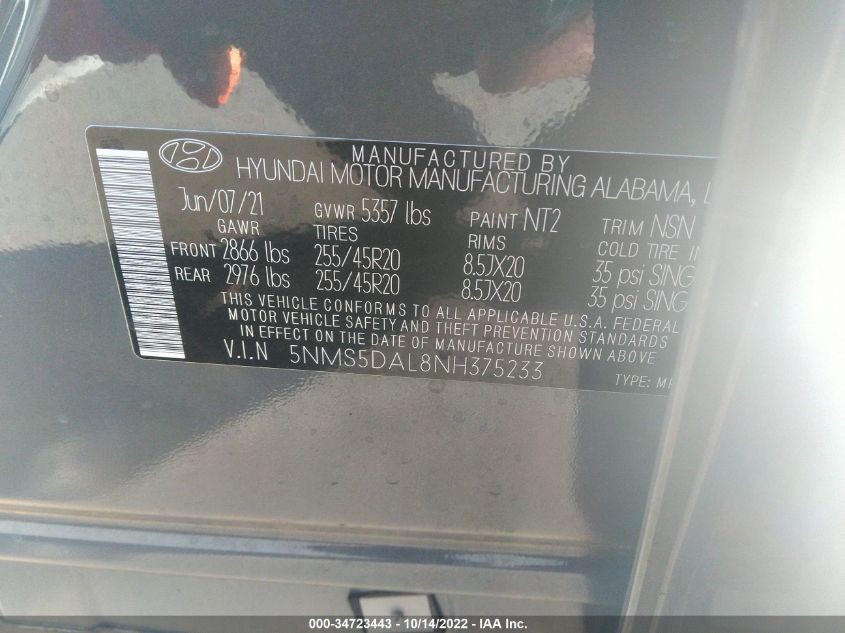 MANUFACTURED BY
HYUNDAI MOTOR MANUFACTURING ALABAMA,
Jun/07/21 GVWR 5357 lbs PAINT NT2 TRIM NSN
GAWR TIRES RIMS COLD TIRE
FRONT 2866 lbs 255/45R20 8.5JX20 35 psi
REAR 2976 lbs 255/45R20 8.5JX20 35 psi
THIS VEHICLE CONFORMS TO ALL APPLICABLE U.S.A. FEDERAL
MOTOR VEHICLE SAFETY AND THEFT PREVENTION STANDARDS
IN EFFECT ON THE DATE OF MANUFACTURE SHOWN ABOVE
V.I.N 5NMS5DAL8NH375233
TYPE:
000-34723443 - 10/14/2022 - IAA Inc.